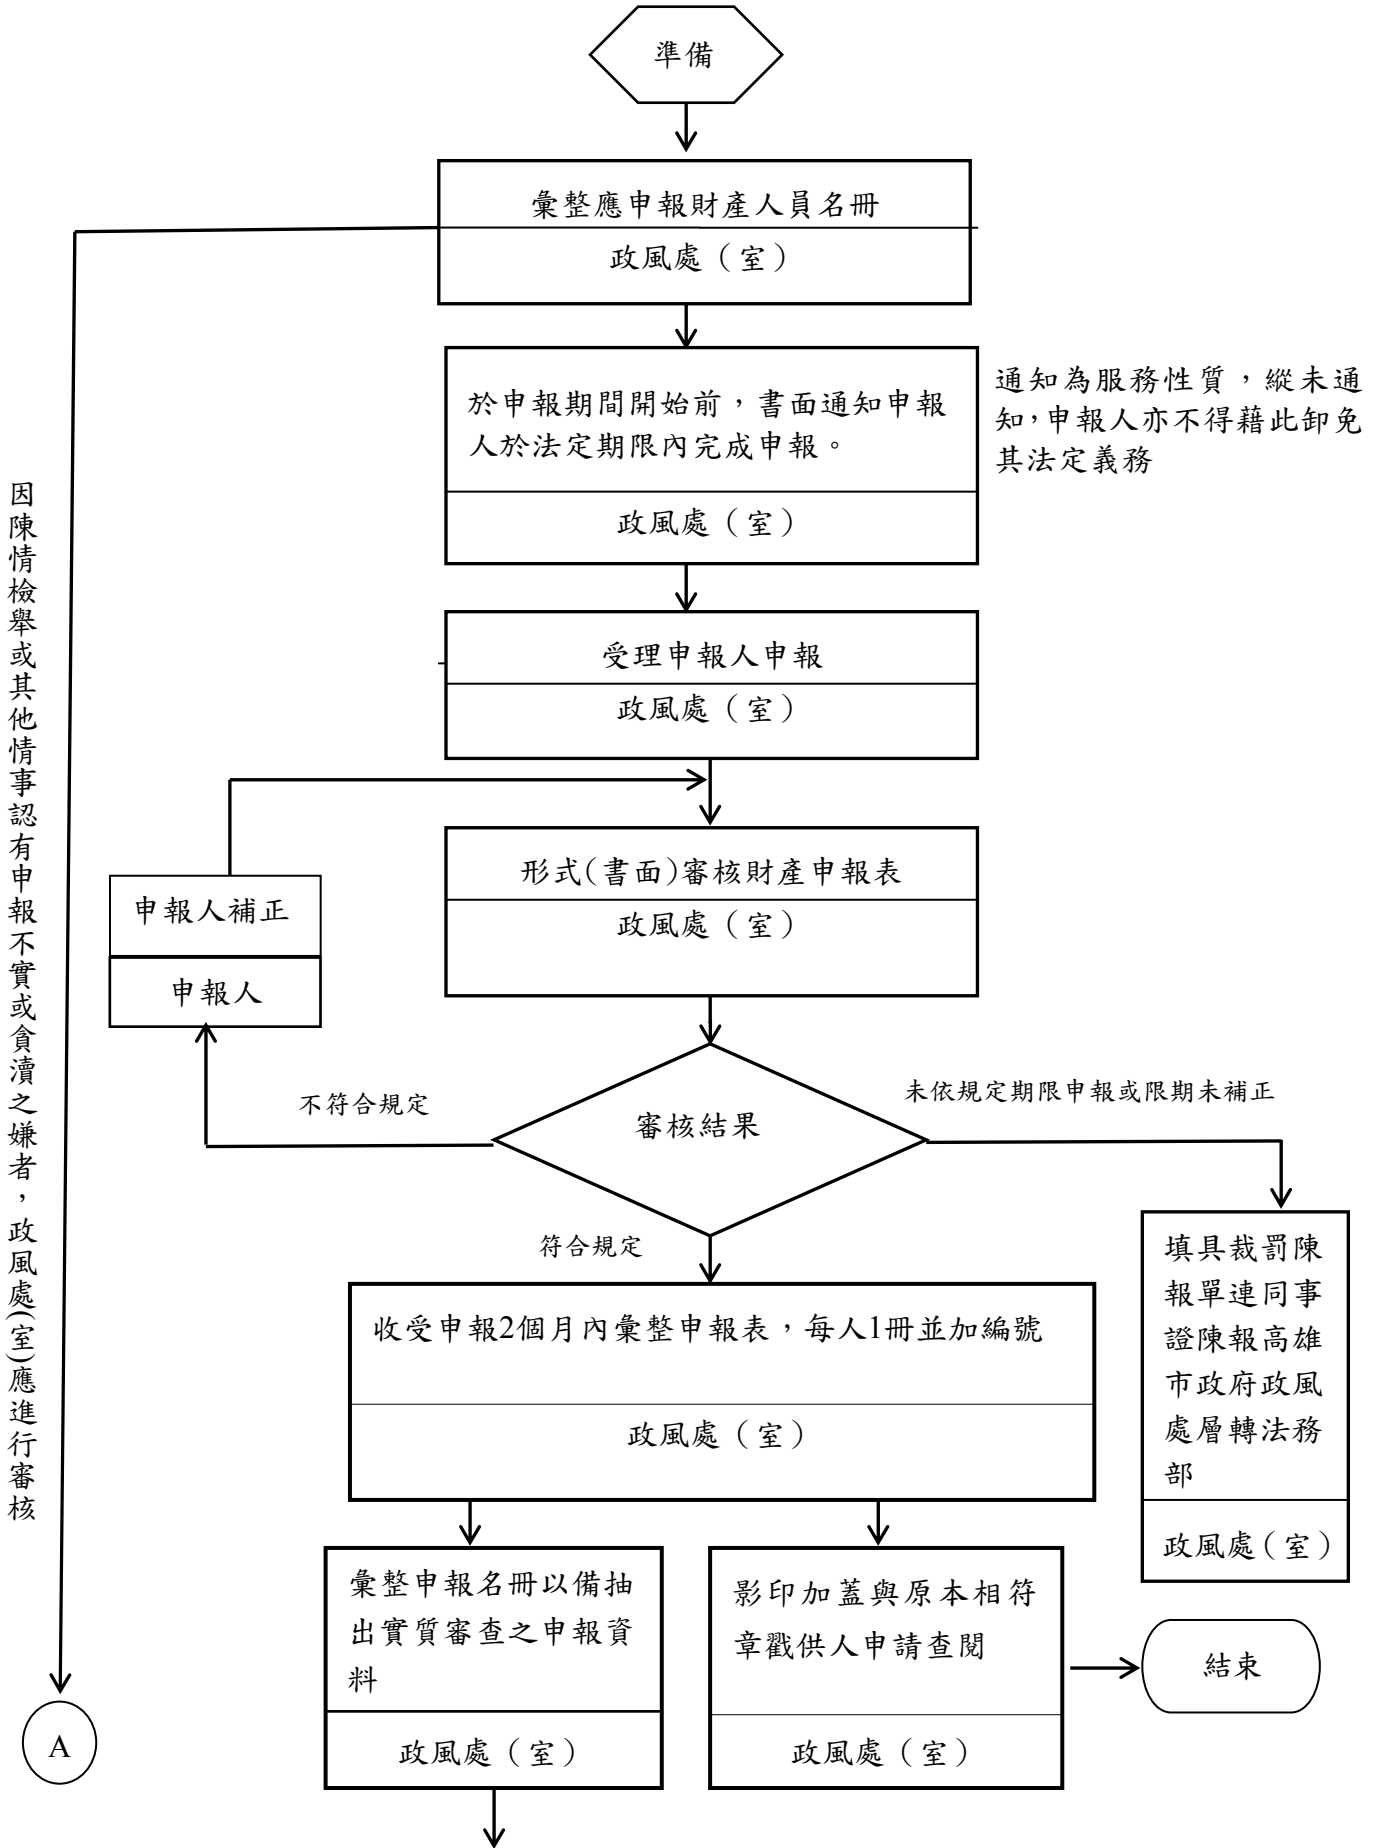 準備
彙整應申報財產人員名冊
政風處（室）
於申報期間開始前，書面通知申報
人於法定期限內完成申報。
政風處（室）
通知為服務性質，縱未通
知，申報人亦不得藉此卸免
其法定義務
受理申報人申報
政風處（室）
形式(書面)審核財產申報表
政風處（室）
申報人補正
申報人
因陳情檢舉或其他情事認有申報不實或貪瀆之嫌者，政風處(室)應進行審核
審核結果
不符合規定
未依規定期限申報或限期未補正
符合規定
收受申報2個月內彙整申報表，每人1冊並加編號
政風處（室）
填具裁罰陳
報單連同事
證陳報高雄
市政府政風
處層轉法務
部
政風處（室）
彙整申報名冊以備抽
出實質審查之申報資
料
政風處（室）
影印加蓋與原本相符
章戳供人申請查閱
政風處（室）
結束
A